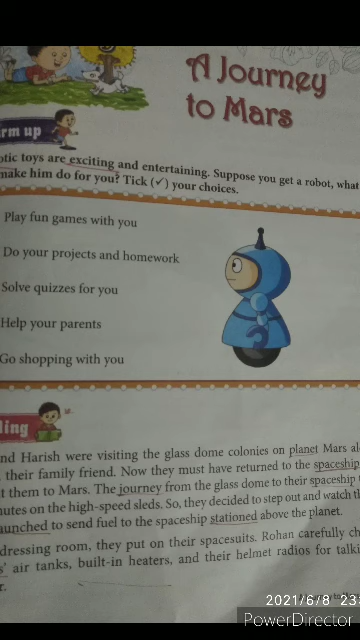 A Journey
to Mars
rm up
otic toys are exciting and entertaining. Suppose you get a robot, what
make him do for you? Tick (✓) your choices.
Play fun games with you
Do your projects and homework
Solve quizzes for you
Help your parents
Go shopping with you
ling
nd Harish were visiting the glass dome colonies on planet Mars al
their family friend. Now they must have returned to the spaceship
t them to Mars. The journey from the glass dome to their spaceship
nutes on the high-speed sleds. So, they decided to step out and watch th
aunched to send fuel to the spaceship stationed above the planet.
dressing room, they put on their spacesuits. Rohan carefully ch
s' air tanks, built-in heaters, and their helmet radios for talki
r.
2021/6/8 23:
PowerDirector